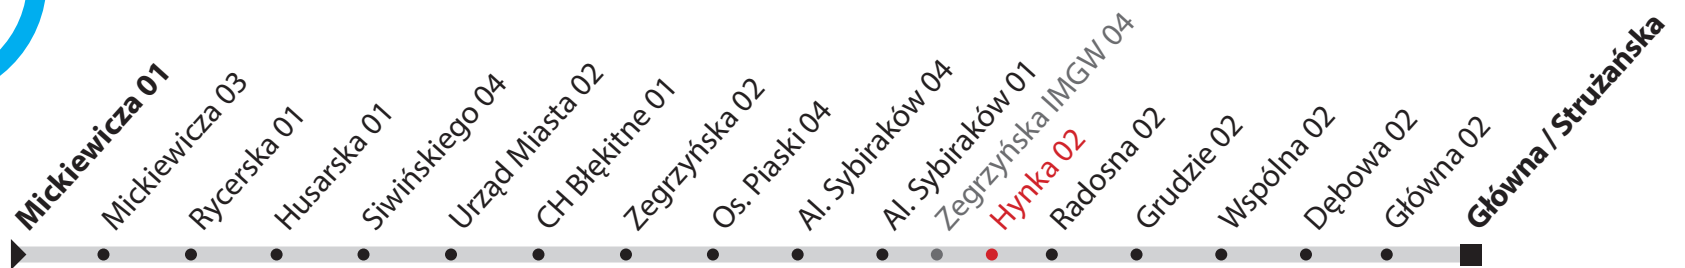 Mickiewicza 01
Mickiewicza 03
Rycerska 01
Husarska 01
Siwińskiego 04
Urząd Miasta 02
CH Błękitne 01
Zegrzyńska 02
Os. Piaski 04
Al. Sybiraków 04
Al. Sybiraków 01
Zegrzyńska IMGW 04
Hynka 02
Radosna 02
Grudzie 02
Wspólna 02
Dębowa 02
Główna 02
Główna / Strużańska